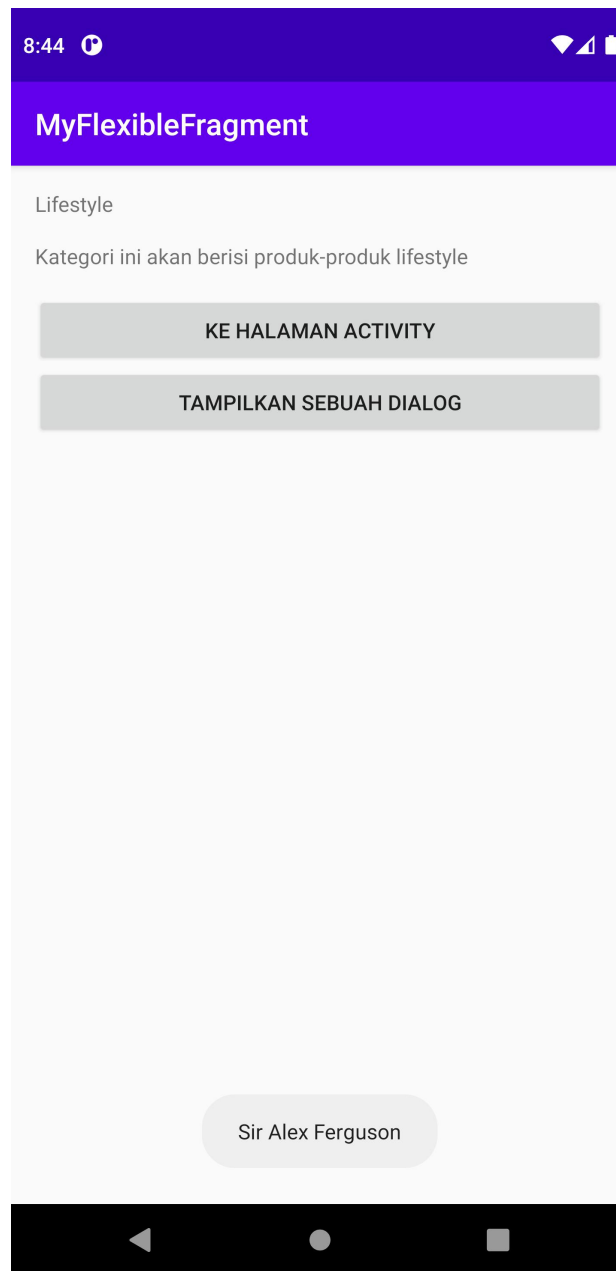 8:44
MyFlexibleFragment
Lifestyle
Kategori ini akan berisi produk-produk lifestyle
KE HALAMAN ACTIVITY
TAMPILKAN SEBUAH DIALOG
Sir Alex Ferguson